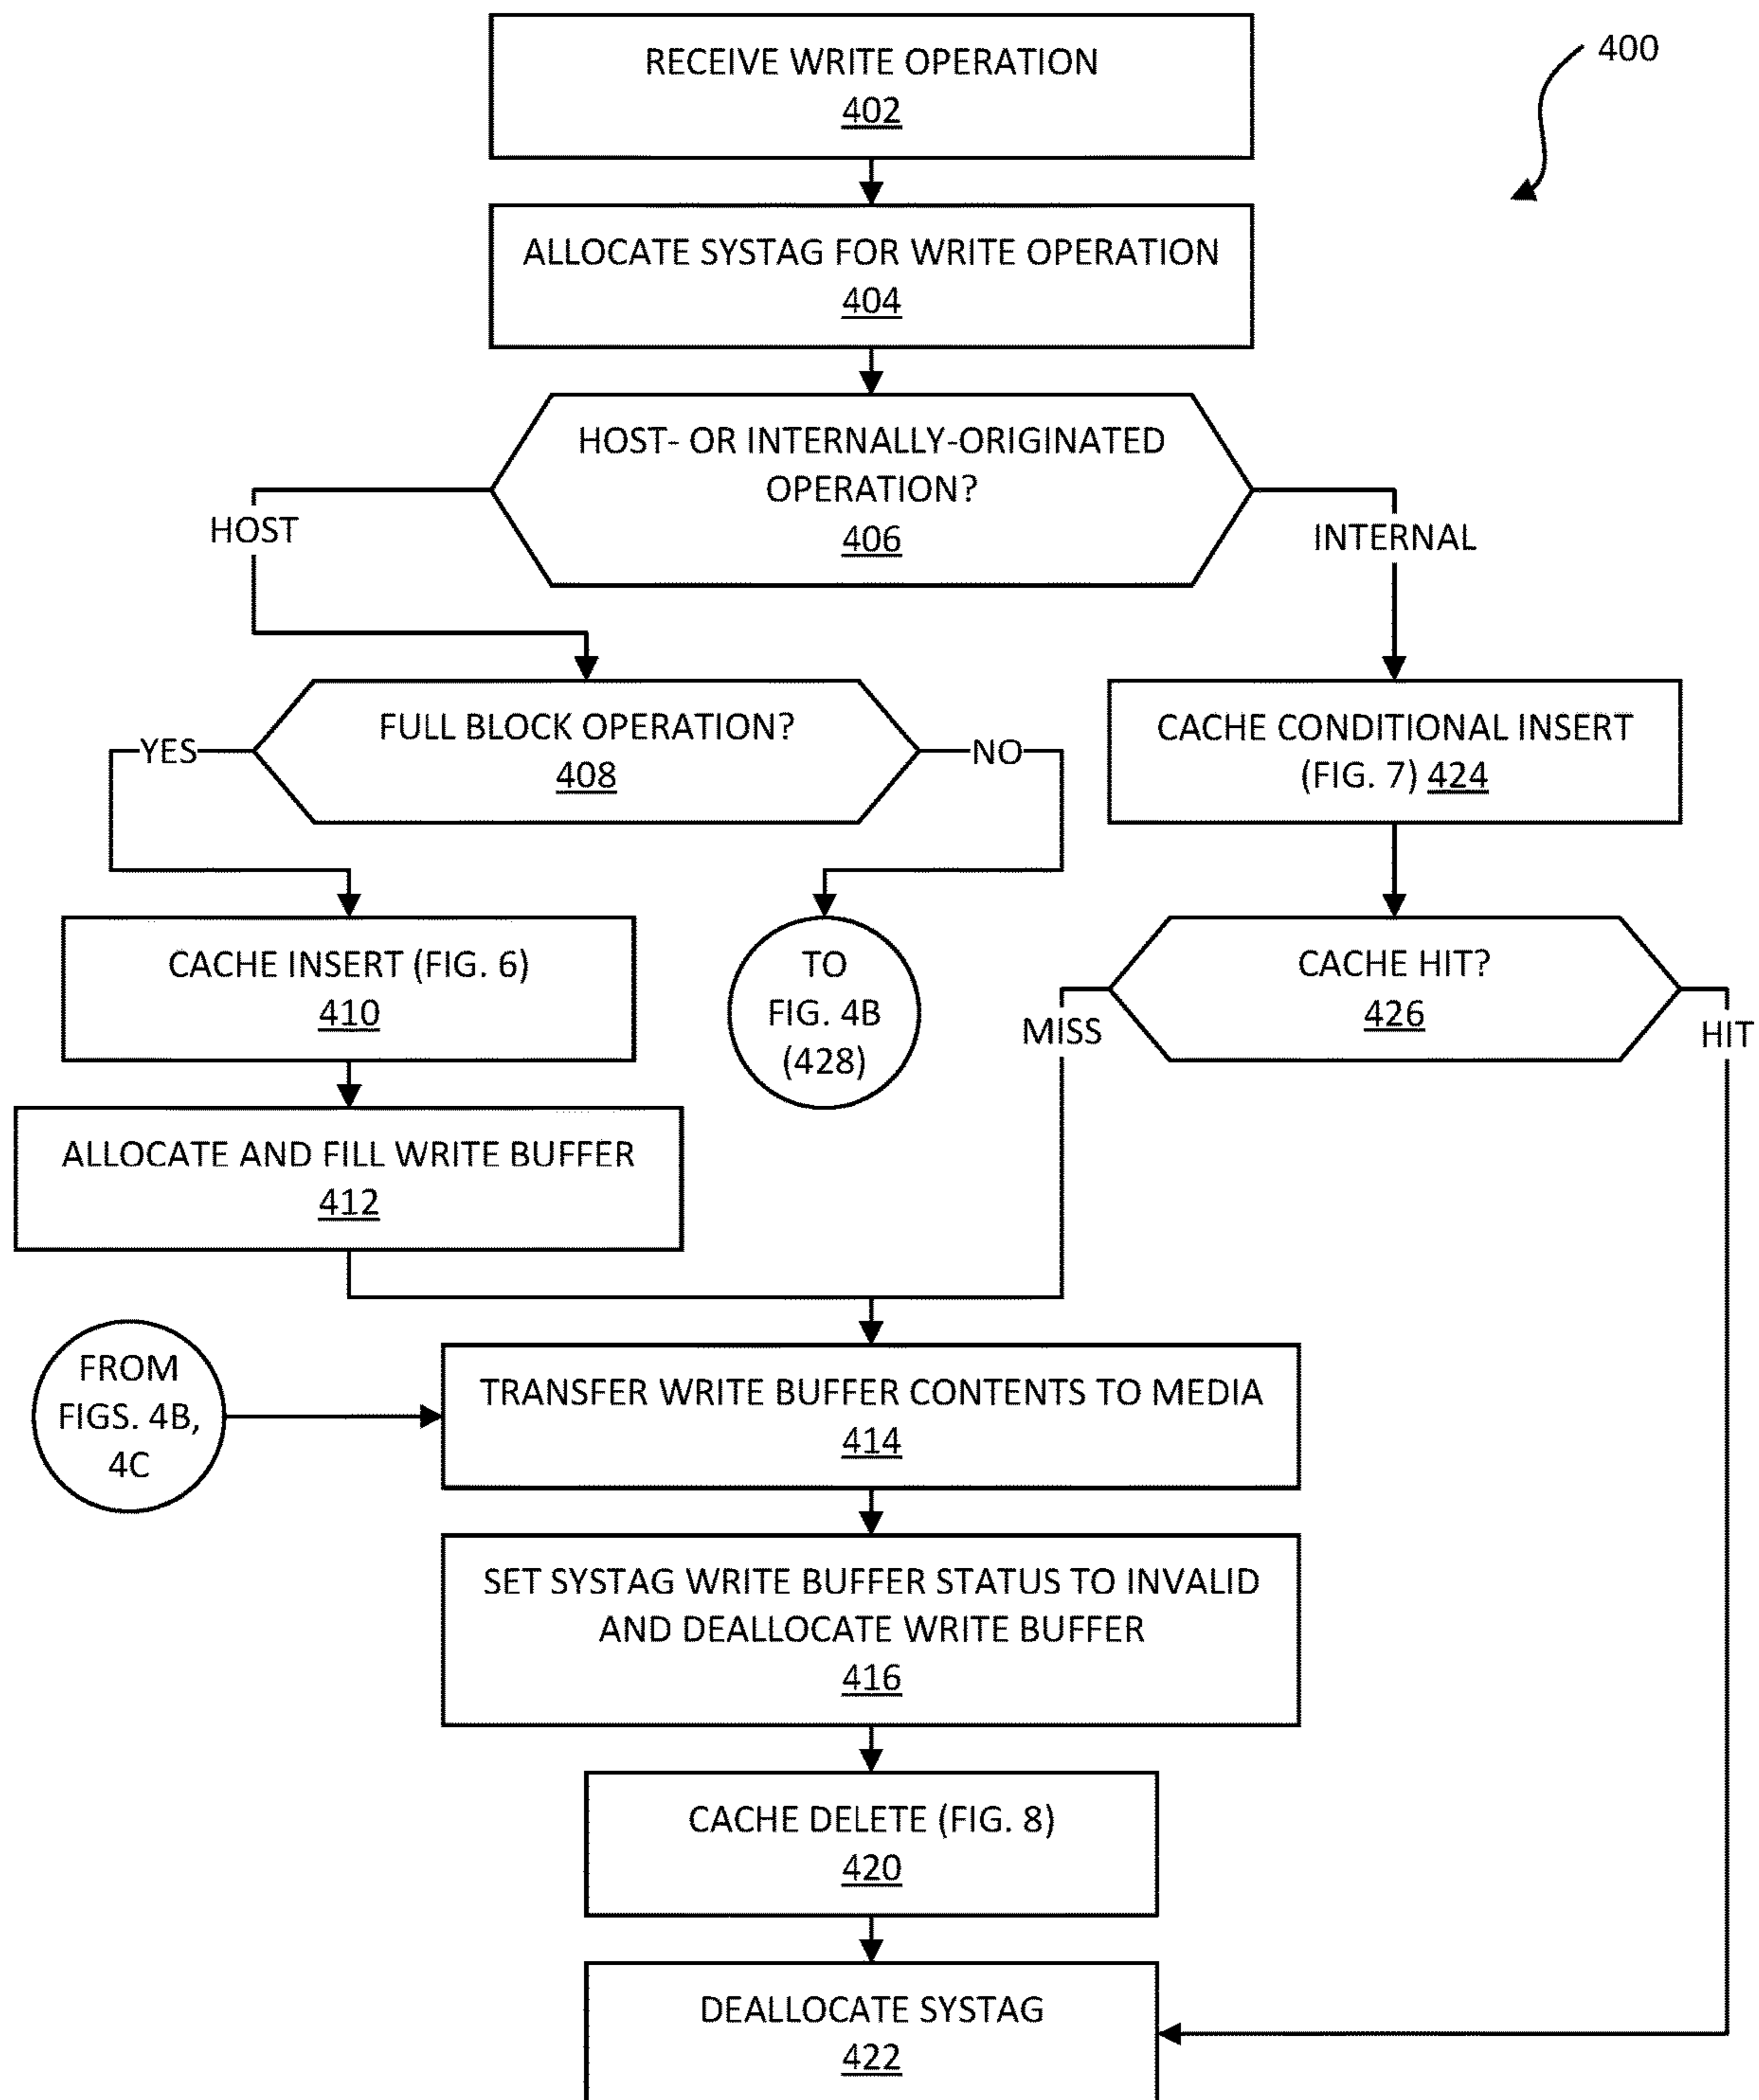 400
RECEIVE WRITE OPERATION
402
ALLOCATE SYSTAG FOR WRITE OPERATION
404
HOST- OR INTERNALLY-ORIGINATED
OPERATION?
406
HOST
INTERNAL
FULL BLOCK OPERATION?
408
YES
NO
CACHE CONDITIONAL INSERT
(FIG. 7) 424
CACHE INSERT (FIG. 6)
410
TO
FIG. 4B
(428)
CACHE HIT?
426
MISS
HIT
ALLOCATE AND FILL WRITE BUFFER
412
FROM
FIGS. 4B,
4C
TRANSFER WRITE BUFFER CONTENTS TO MEDIA
414
SET SYSTAG WRITE BUFFER STATUS TO INVALID
AND DEALLOCATE WRITE BUFFER
416
CACHE DELETE (FIG. 8)
420
DEALLOCATE SYSTAG
422